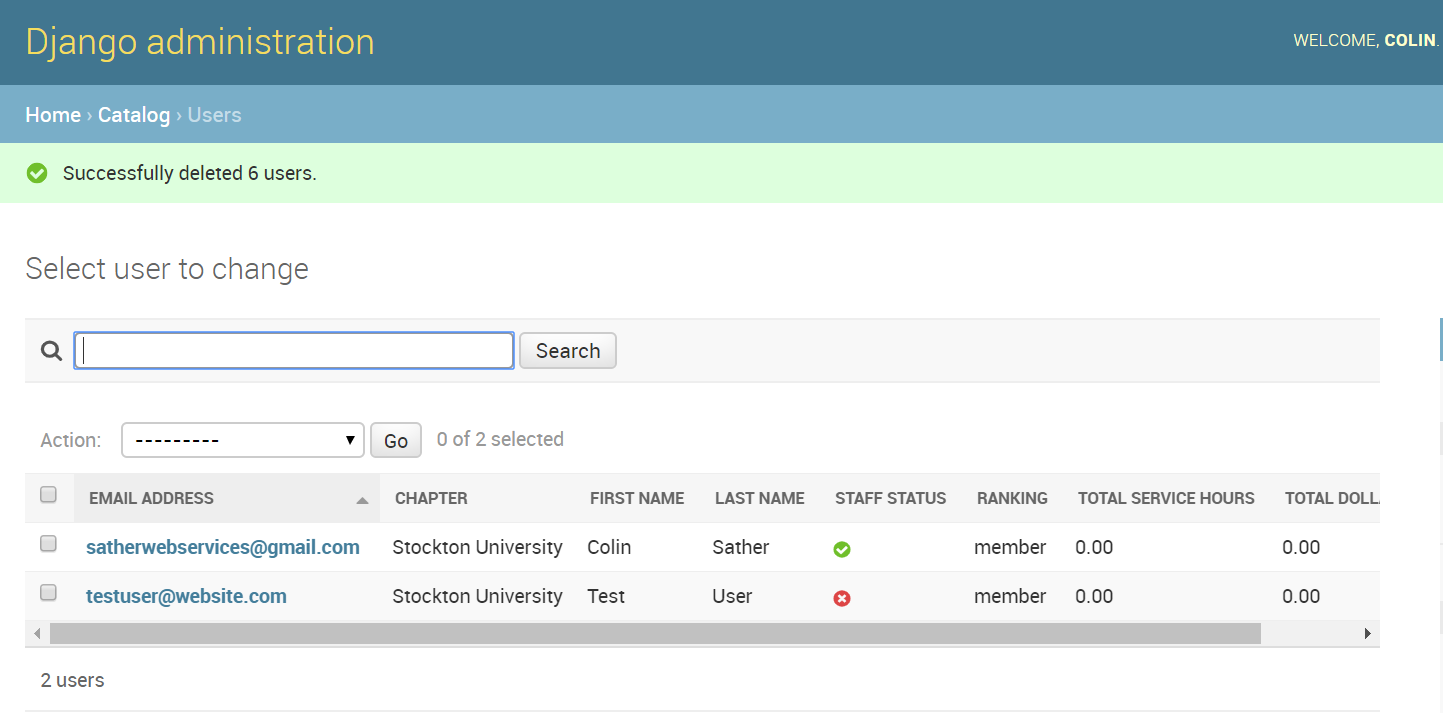 Django administration
WELCOME, COLIN.
Home › Catalog › Users
Successfully deleted 6 users.
Select user to change
Search
Action: --------- Go 0 of 2 selected
EMAIL ADDRESS CHAPTER FIRST NAME LAST NAME STAFF STATUS RANKING TOTAL SERVICE HOURS TOTAL DOLL
satherwebservices@gmail.com Stockton University Colin Sather member 0.00 0.00
testuser@website.com Stockton University Test User member 0.00 0.00
2 users